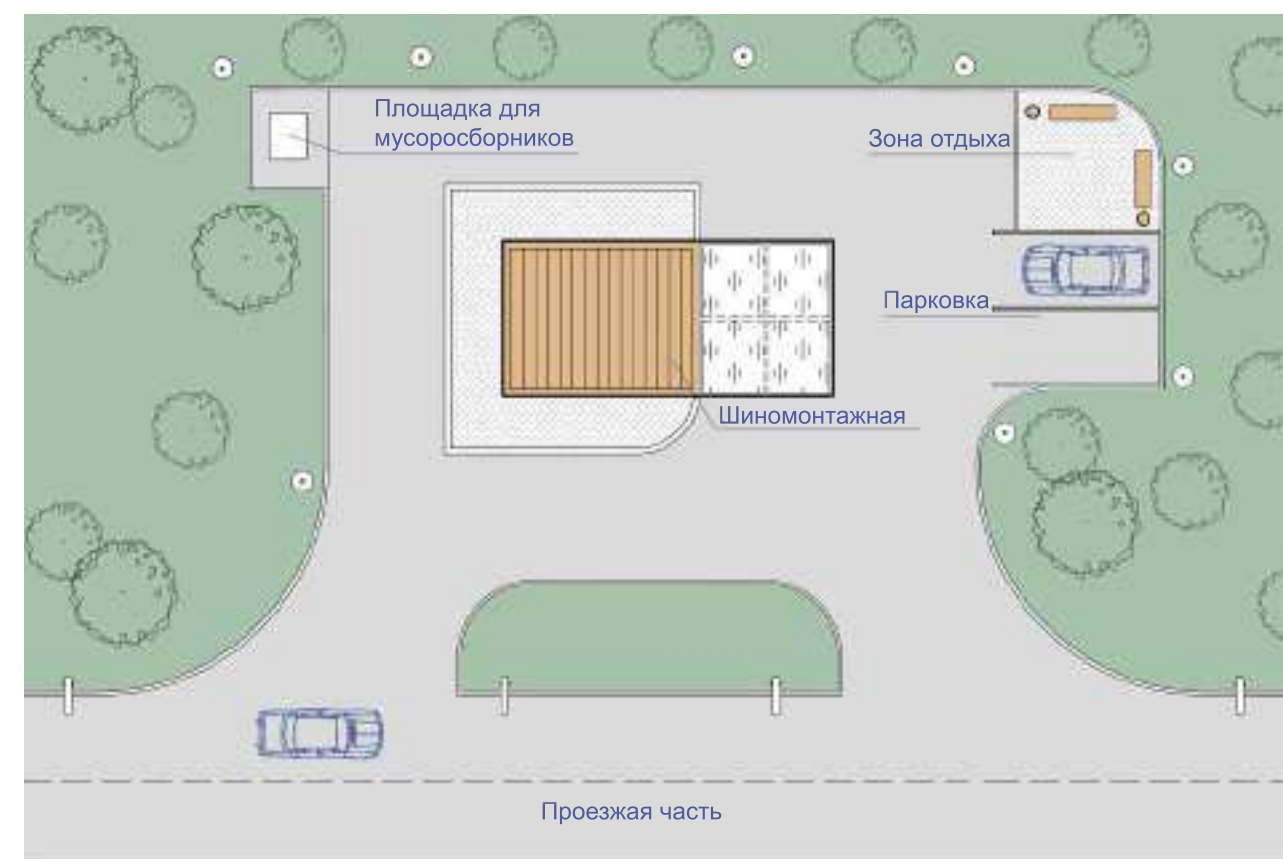 Площадка для
мусоросборников
Зона отдыха
Парковка
Шиномонтажная
Проезжая часть